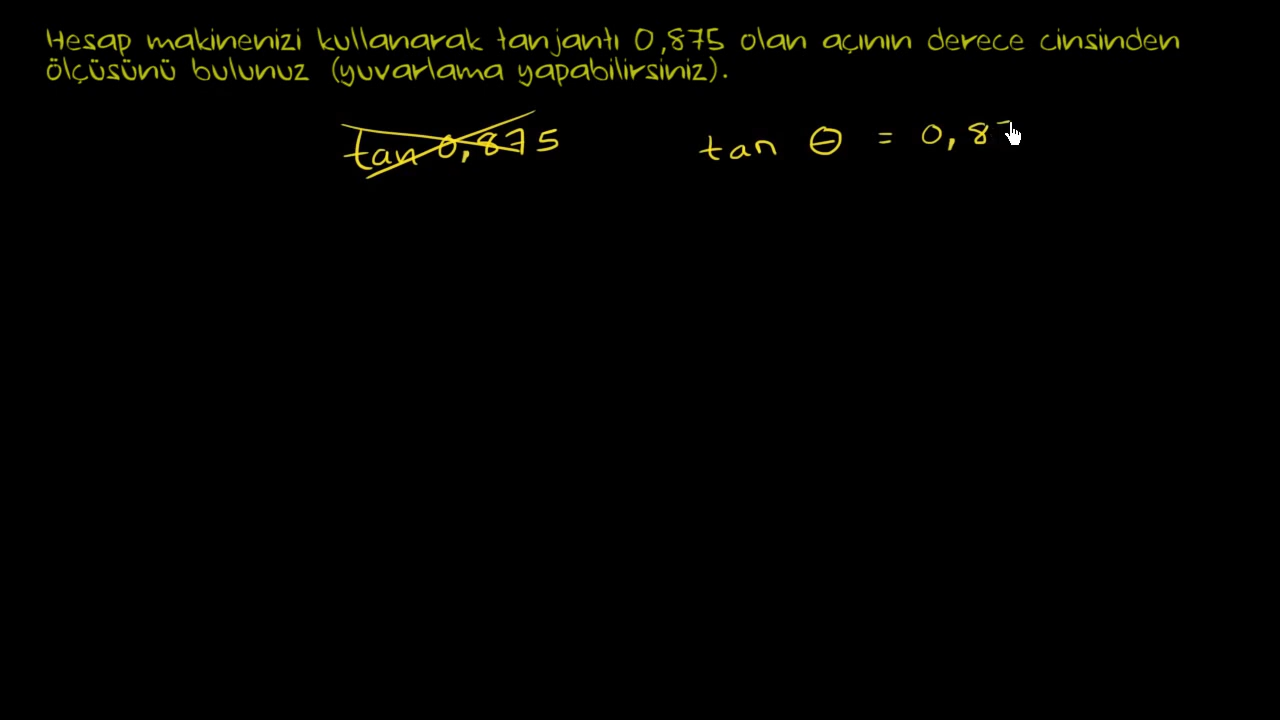 Hesap makinenizi kullanarak tanjantı 0,875 olan açının derece cinsinden
ölçüsünü bulunuz (yuvarlama yapabilirsiniz).
tan 0,875 tan θ = 0,87